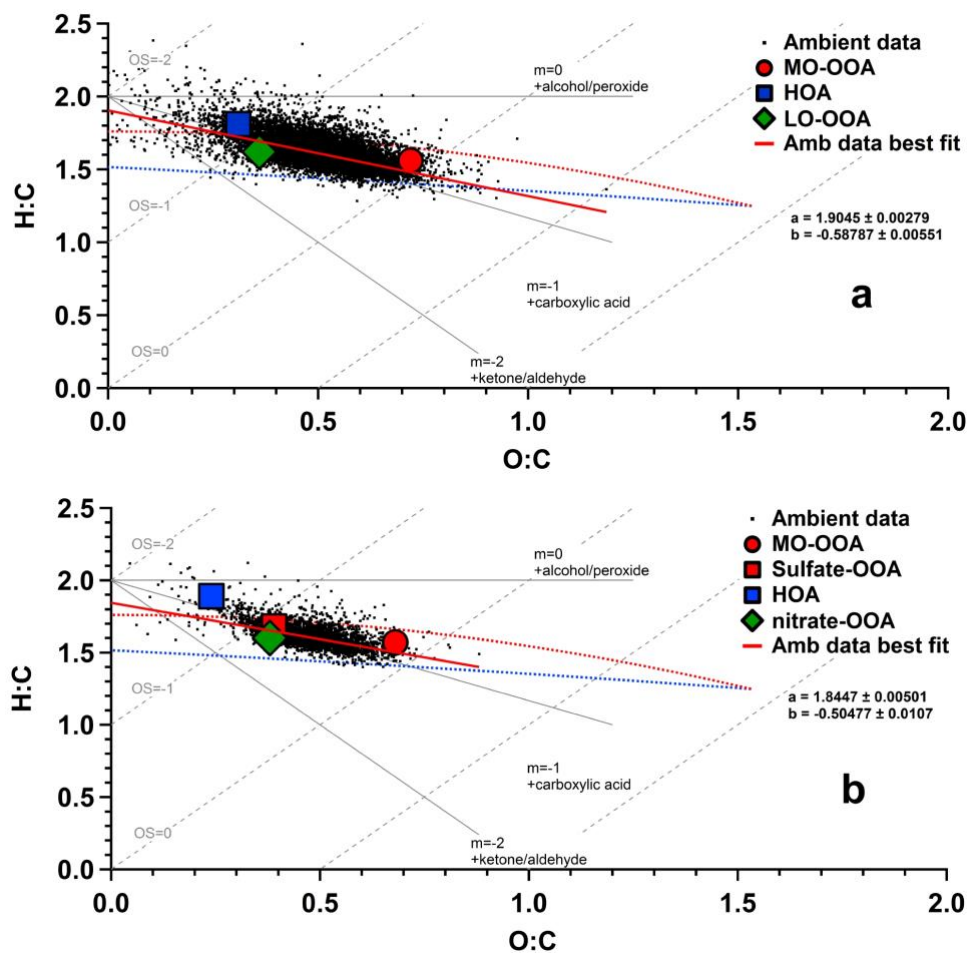 2.5
2.0
1.5
1.0
0.5
0.0
H:C
OS=-2
OS=-1
OS=0
m=0
+alcohol/peroxide
m=-1
+carboxylic acid
m=-2
+ketone/aldehyde
Ambient data
MO-OOA
HOA
LO-OOA
Amb data best fit
a = 1.9045 ± 0.00279
b = -0.58787 ± 0.00551
a
0.0 0.5 1.0 1.5 2.0
O:C
2.5
2.0
1.5
1.0
0.5
0.0
H:C
OS=-2
OS=-1
OS=0
m=0
+alcohol/peroxide
m=-1
+carboxylic acid
m=-2
+ketone/aldehyde
Ambient data
MO-OOA
Sulfate-OOA
HOA
nitrate-OOA
Amb data best fit
a = 1.8447 ± 0.00501
b = -0.50477 ± 0.0107
b
0.0 0.5 1.0 1.5 2.0
O:C